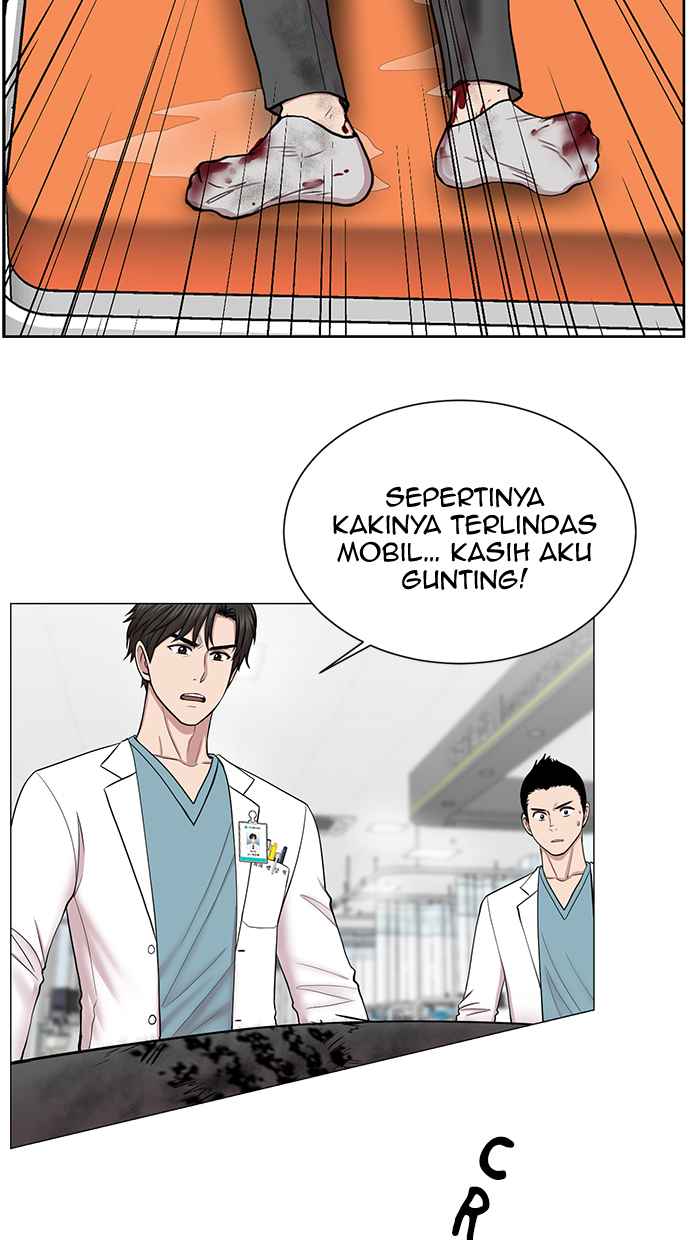 SEPERTINYA
KAKINYA TERLINDAS
MOBIL... KASIH AKU
GUNTING!
C
R